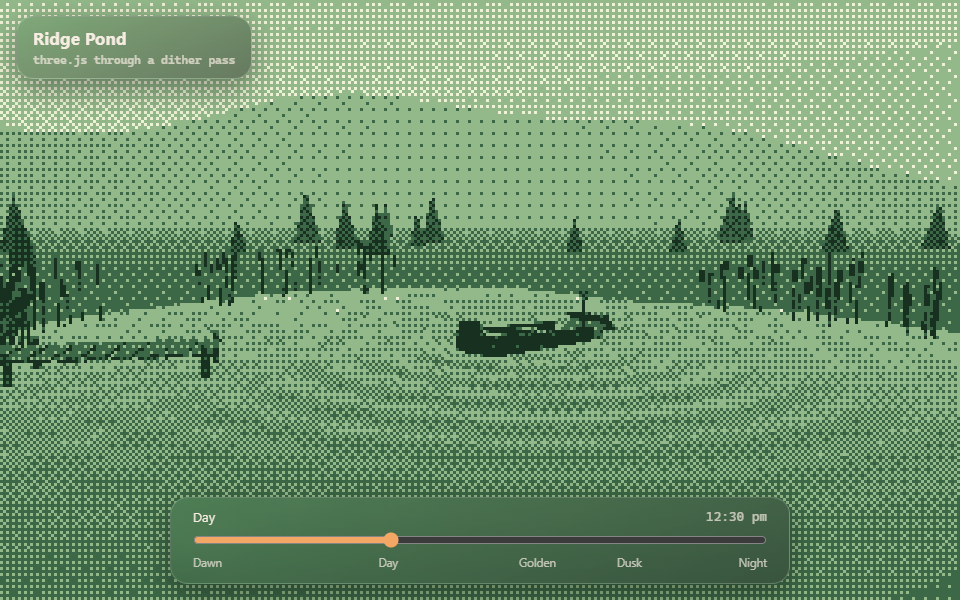 Ridge Pond
three.js through a dither pass
Day 12:30 pm
Dawn Day Golden Dusk Night